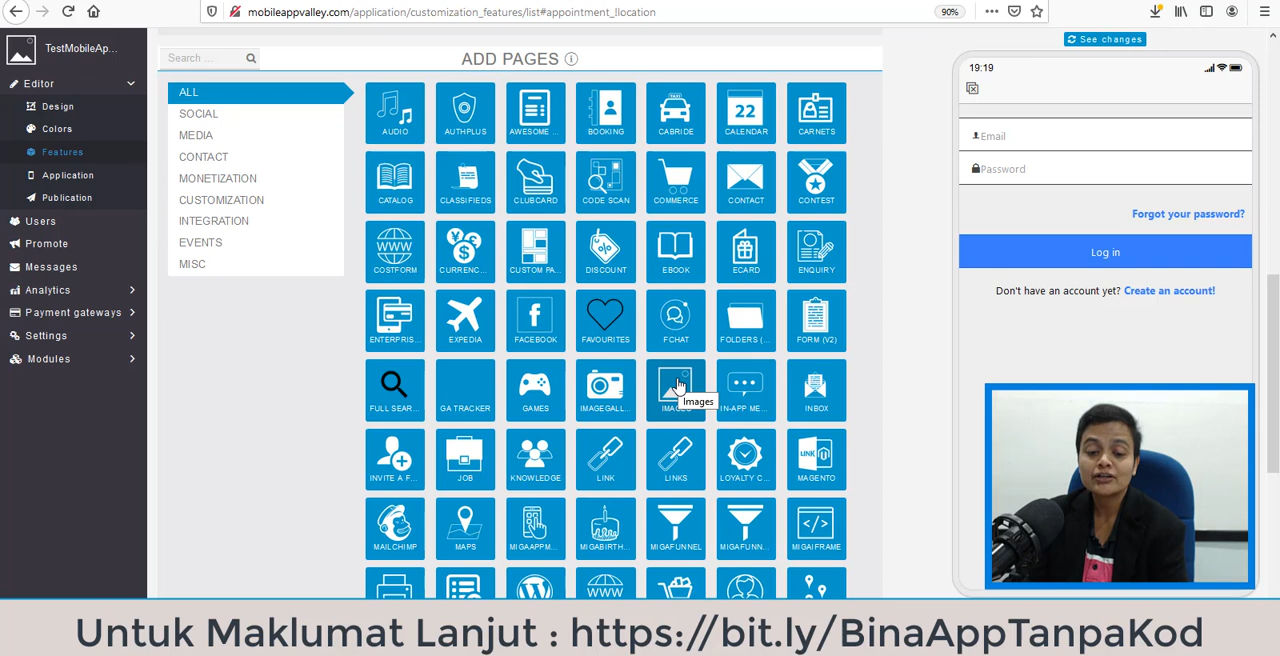 mobileappvalley.com/application/customization_features/list#appointment_llocation
90%
TestMobileAp...
Editor
Design
Colors
Features
Application
Publication
Users
Promote
Messages
Analytics
Payment gateways
Settings
Modules
Search ...
ADD PAGES
ALL
SOCIAL
MEDIA
CONTACT
MONETIZATION
CUSTOMIZATION
INTEGRATION
EVENTS
MISC
AUDIO AUTHPLUS AWESOME ... BOOKING CABRIDE CALENDAR CARNETS
TAXI
22
CATALOG CLASSIFIEDS CLUBCARD CODE SCAN COMMERCE CONTACT CONTEST
WWW
COSTFORM CURRENC... CUSTOM PA... DISCOUNT EBOOK ECARD ENQUIRY
ENTERPRIS... EXPEDIA FACEBOOK FAVOURITES FCHAT FOLDERS (... FORM (V2)
FULL SEAR... GA TRACKER GAMES IMAGEGALL... IMAGES IN-APP ME... INBOX
Images
LINK
INVITE A F... JOB KNOWLEDGE LINK LINKS LOYALTY C... MAGENTO
MAILCHIMP MAPS MIGAAPPM... MIGABIRTH... MIGAFUNNEL MIGAFUNN... MIGAIFRAME
WWW
See changes
19:19
Email
Password
Forgot your password?
Log in
Don't have an account yet? Create an account!
Untuk Maklumat Lanjut : https://bit.ly/BinaAppTanpaKod